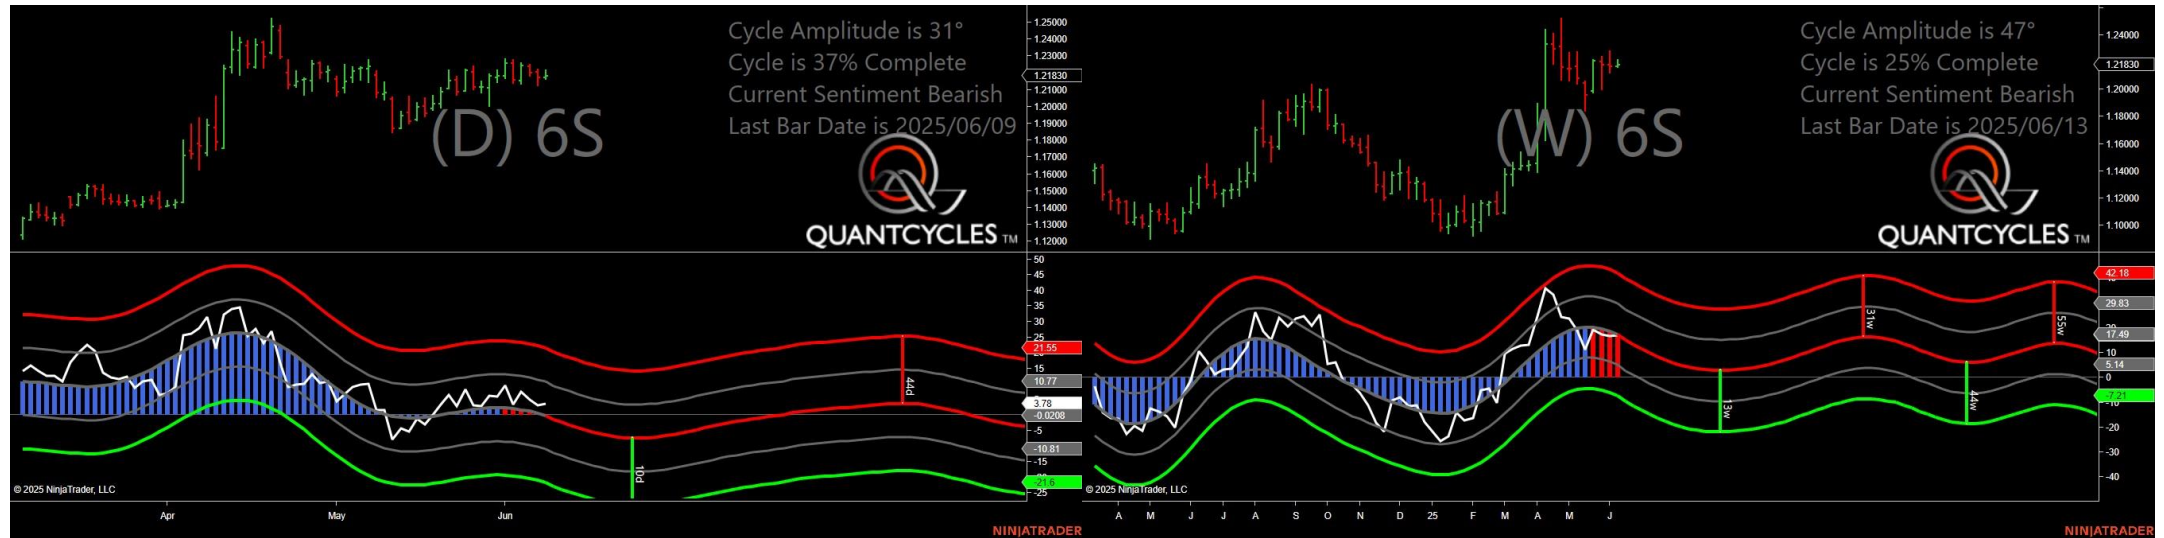 Cycle Amplitude is 31°
Cycle is 37% Complete
Current Sentiment Bearish
Last Bar Date is 2025/06/09
(D) 6S
QUANTCYCLES TM
1.25000
1.24000
1.23000
1.21830
1.20000
1.19000
1.18000
1.17000
1.16000
1.15000
1.14000
1.13000
1.12000
50
45
40
35
30
25
21.55
15
10.77
3.78
-0.0208
-5
-10.81
-15
-21.6
-25
44d
10d
© 2025 NinjaTrader, LLC
Apr May Jun
NINJATRADER
Cycle Amplitude is 47°
Cycle is 25% Complete
Current Sentiment Bearish
Last Bar Date is 2025/06/13
(W) 6S
QUANTCYCLES TM
1.24000
1.21830
1.20000
1.18000
1.16000
1.14000
1.12000
1.10000
42.18
29.83
17.49
10
5.14
0
-7.21
-20
-30
-40
31w
55w
13w
44w
© 2025 NinjaTrader, LLC
A M J J A S O N D 25 F M A M J
NINJATRADER